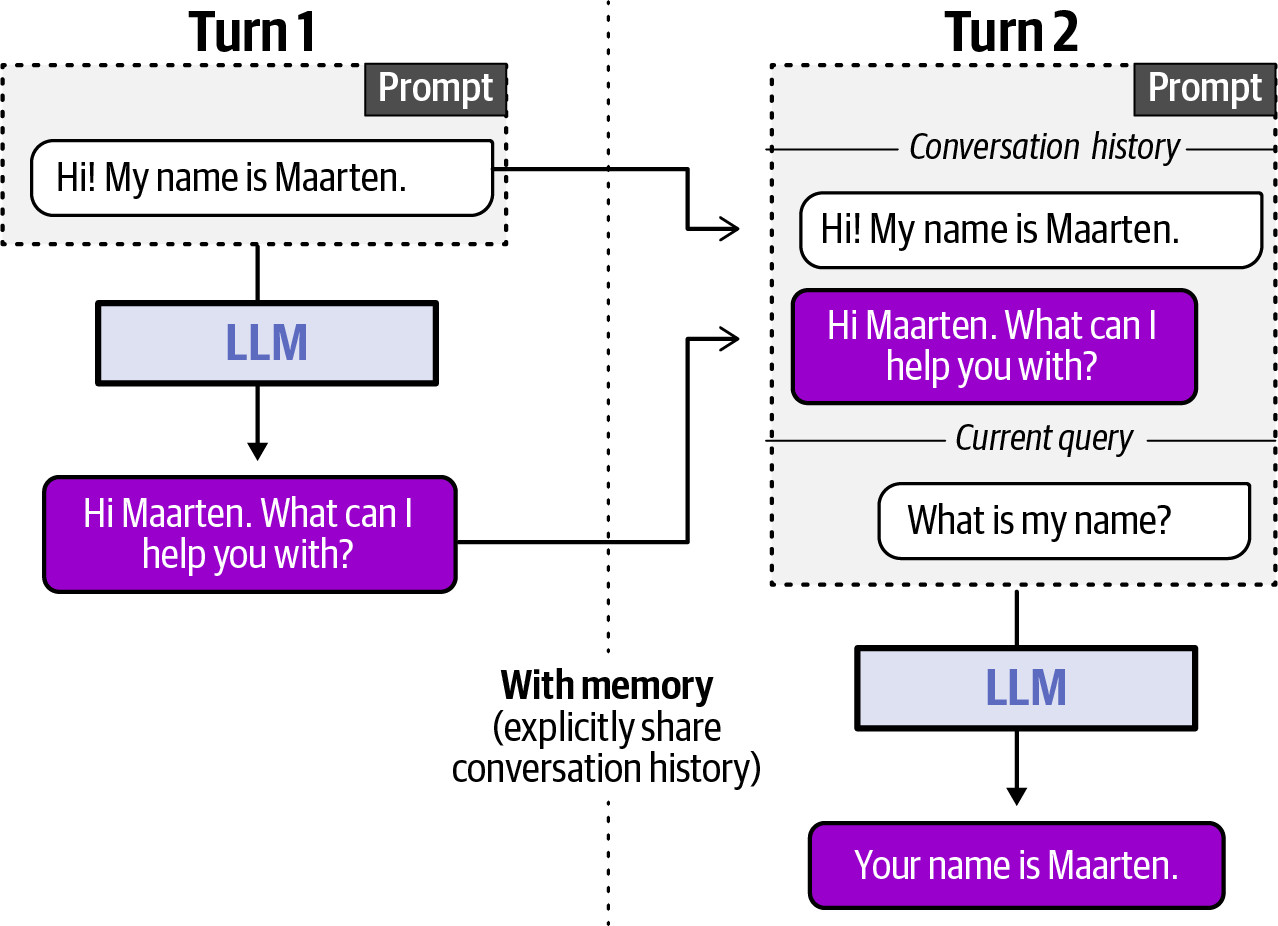 Turn 1
Prompt
Hi! My name is Maarten.
LLM
Hi Maarten. What can I
help you with?
With memory
(explicitly share
conversation history)
Turn 2
Prompt
Conversation history
Hi! My name is Maarten.
Hi Maarten. What can I
help you with?
Current query
What is my name?
LLM
Your name is Maarten.